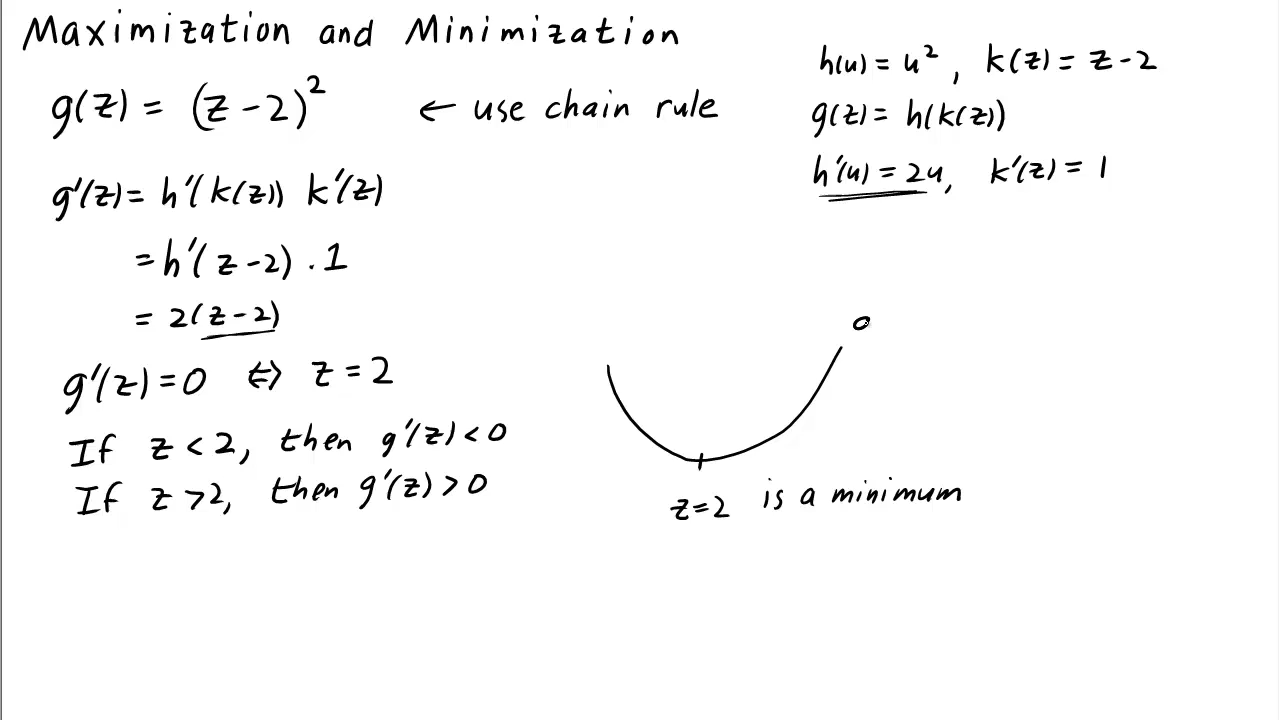 Maximization and Minimization
g(z) = (z-2)² ← use chain rule
h(u) = u², k(z) = z-2
g(z) = h(k(z))
h'(u) = 2u, k'(z) = 1
g'(z) = h'(k(z)) k'(z)
= h'(z-2) · 1
= 2(z-2)
g'(z) = 0 ⇔ z = 2
If z < 2, then g'(z) < 0
If z > 2, then g'(z) > 0
z=2 is a minimum